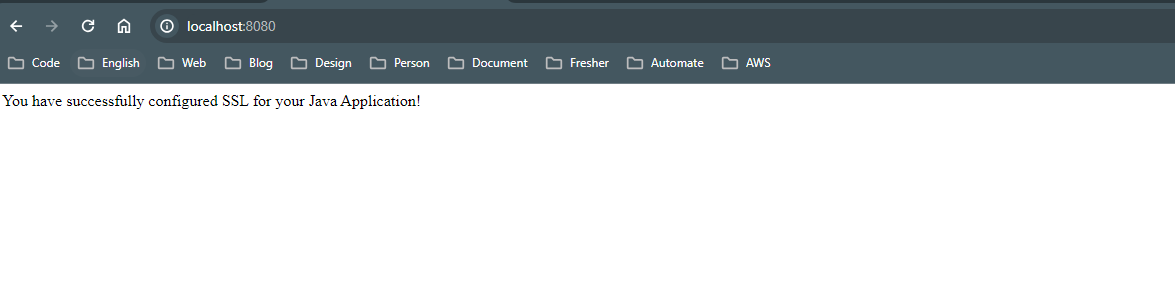 localhost:8080
Code English Web Blog Design Person Document Fresher Automate AWS
You have successfully configured SSL for your Java Application!